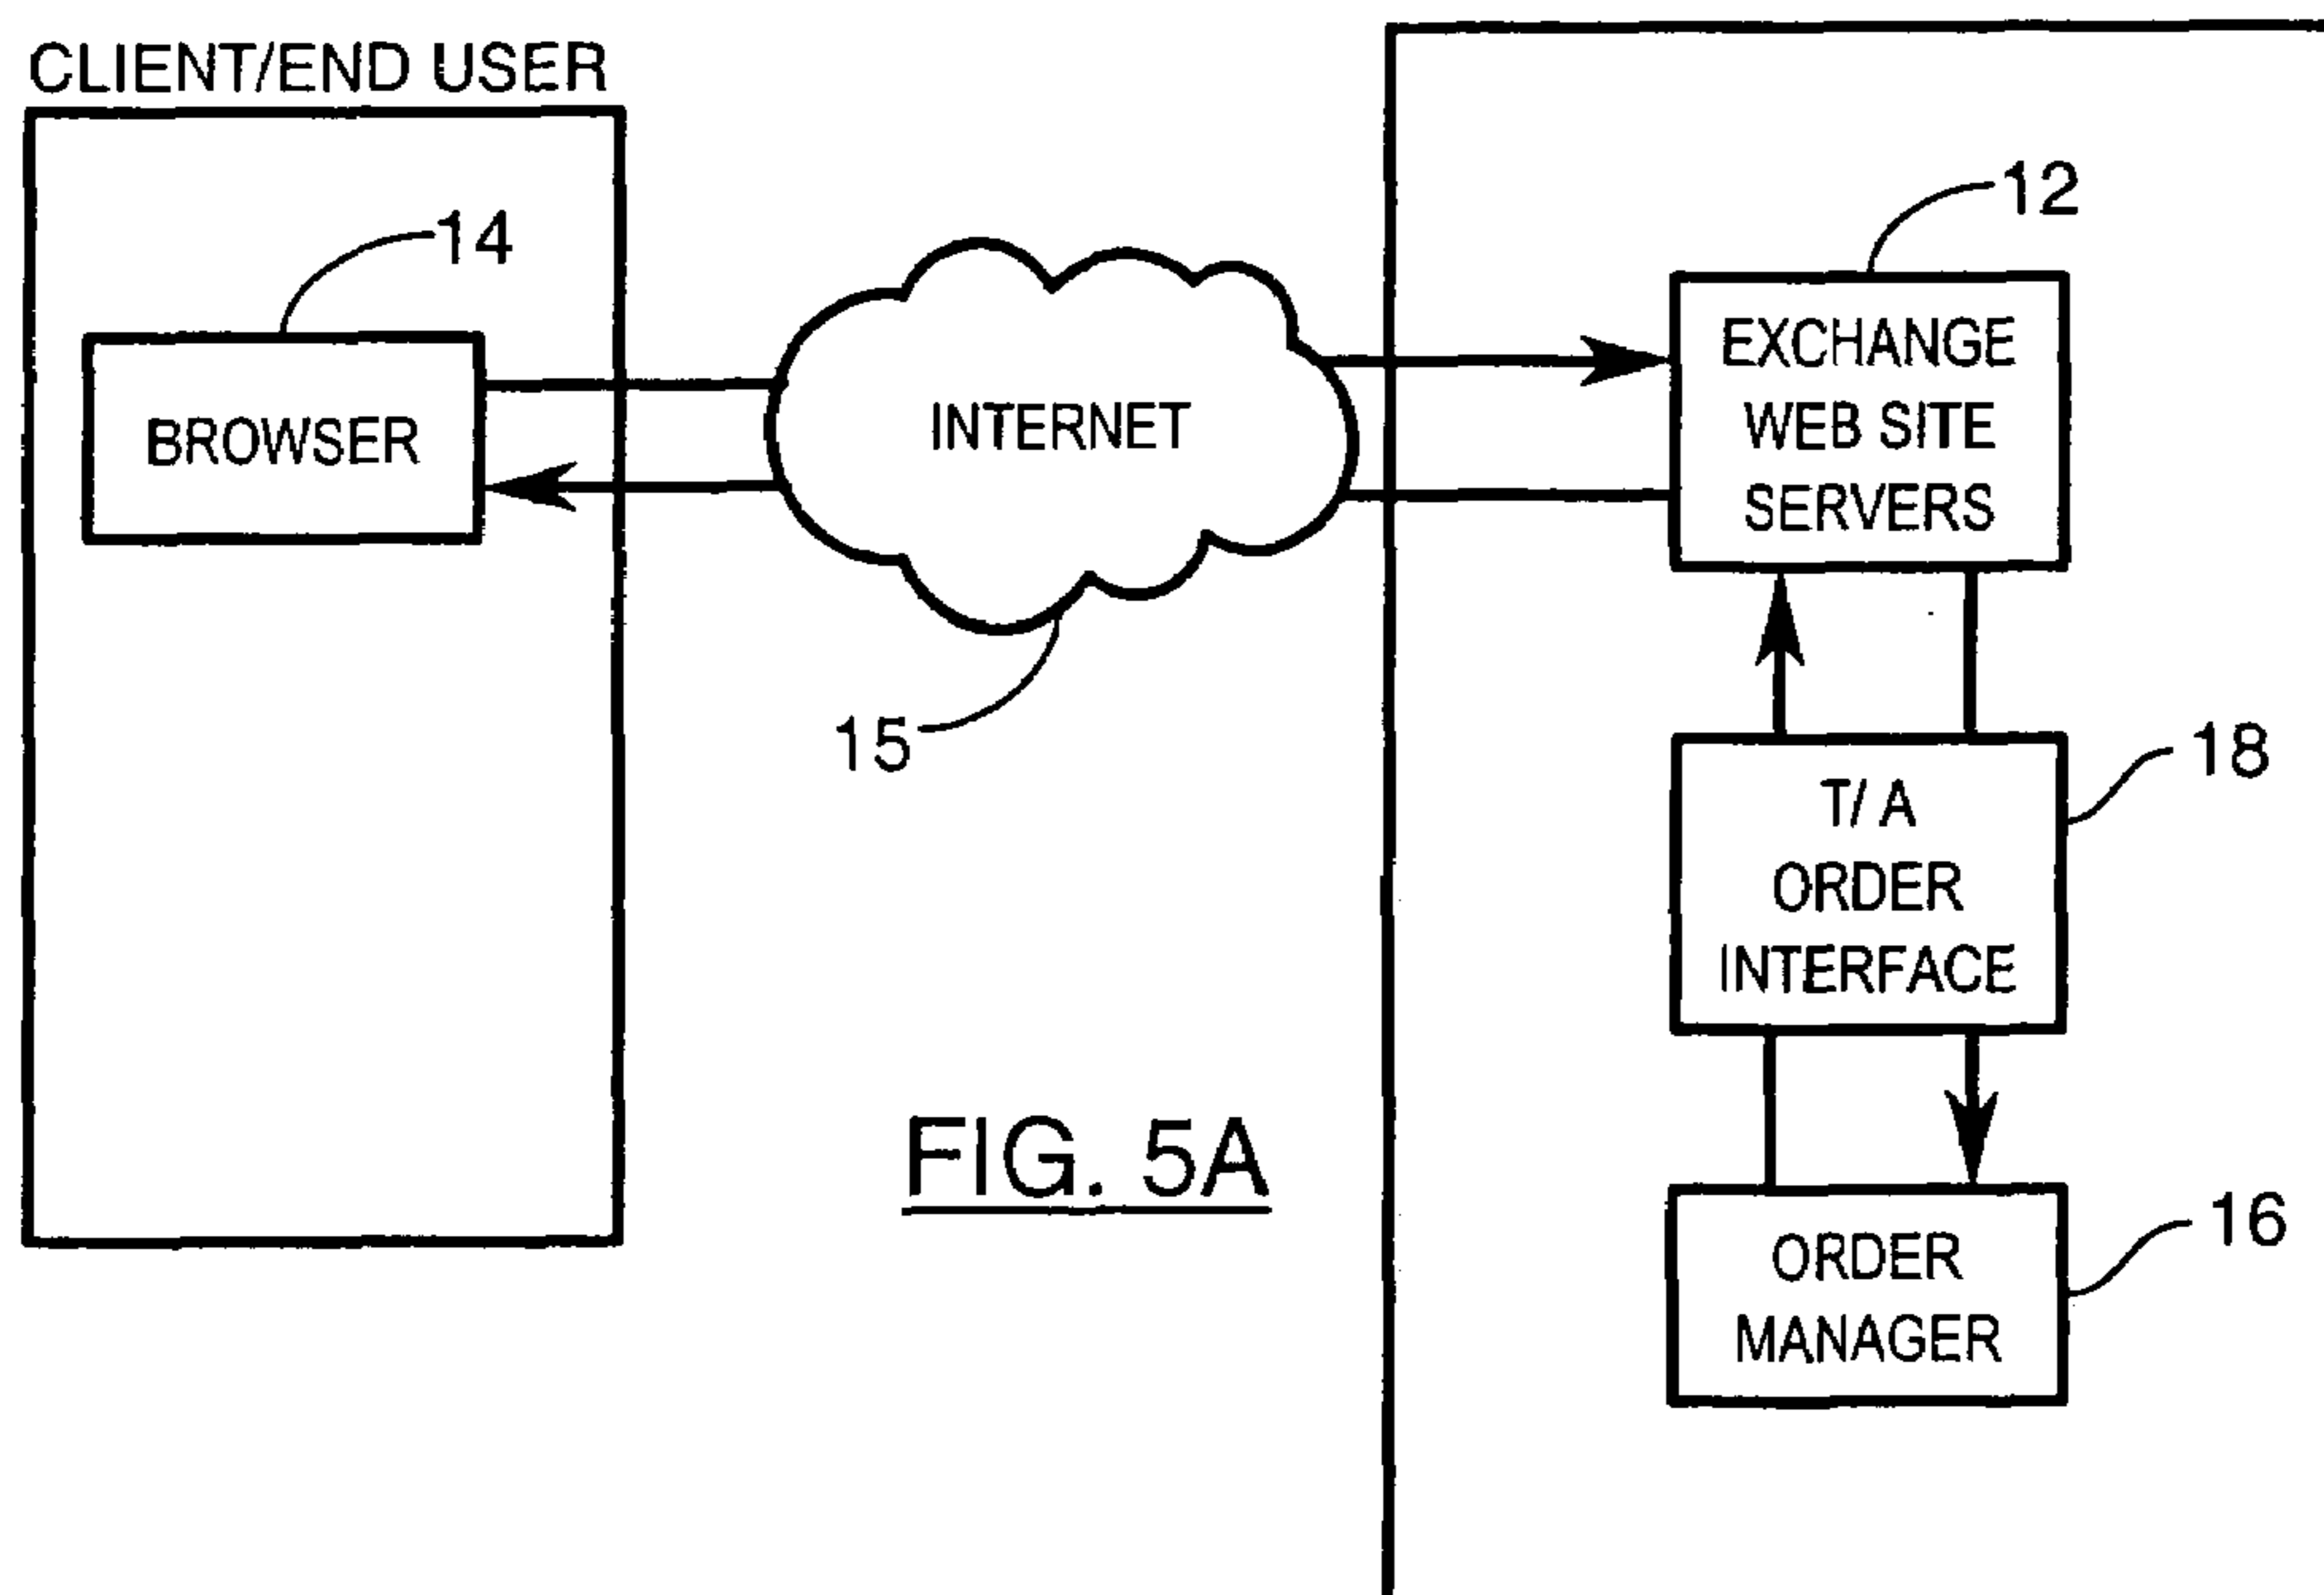 CLIENT/END USER
14
BROWSER
INTERNET
15
12
EXCHANGE
WEB SITE
SERVERS
18
T/A
ORDER
INTERFACE
16
ORDER
MANAGER
FIG. 5A